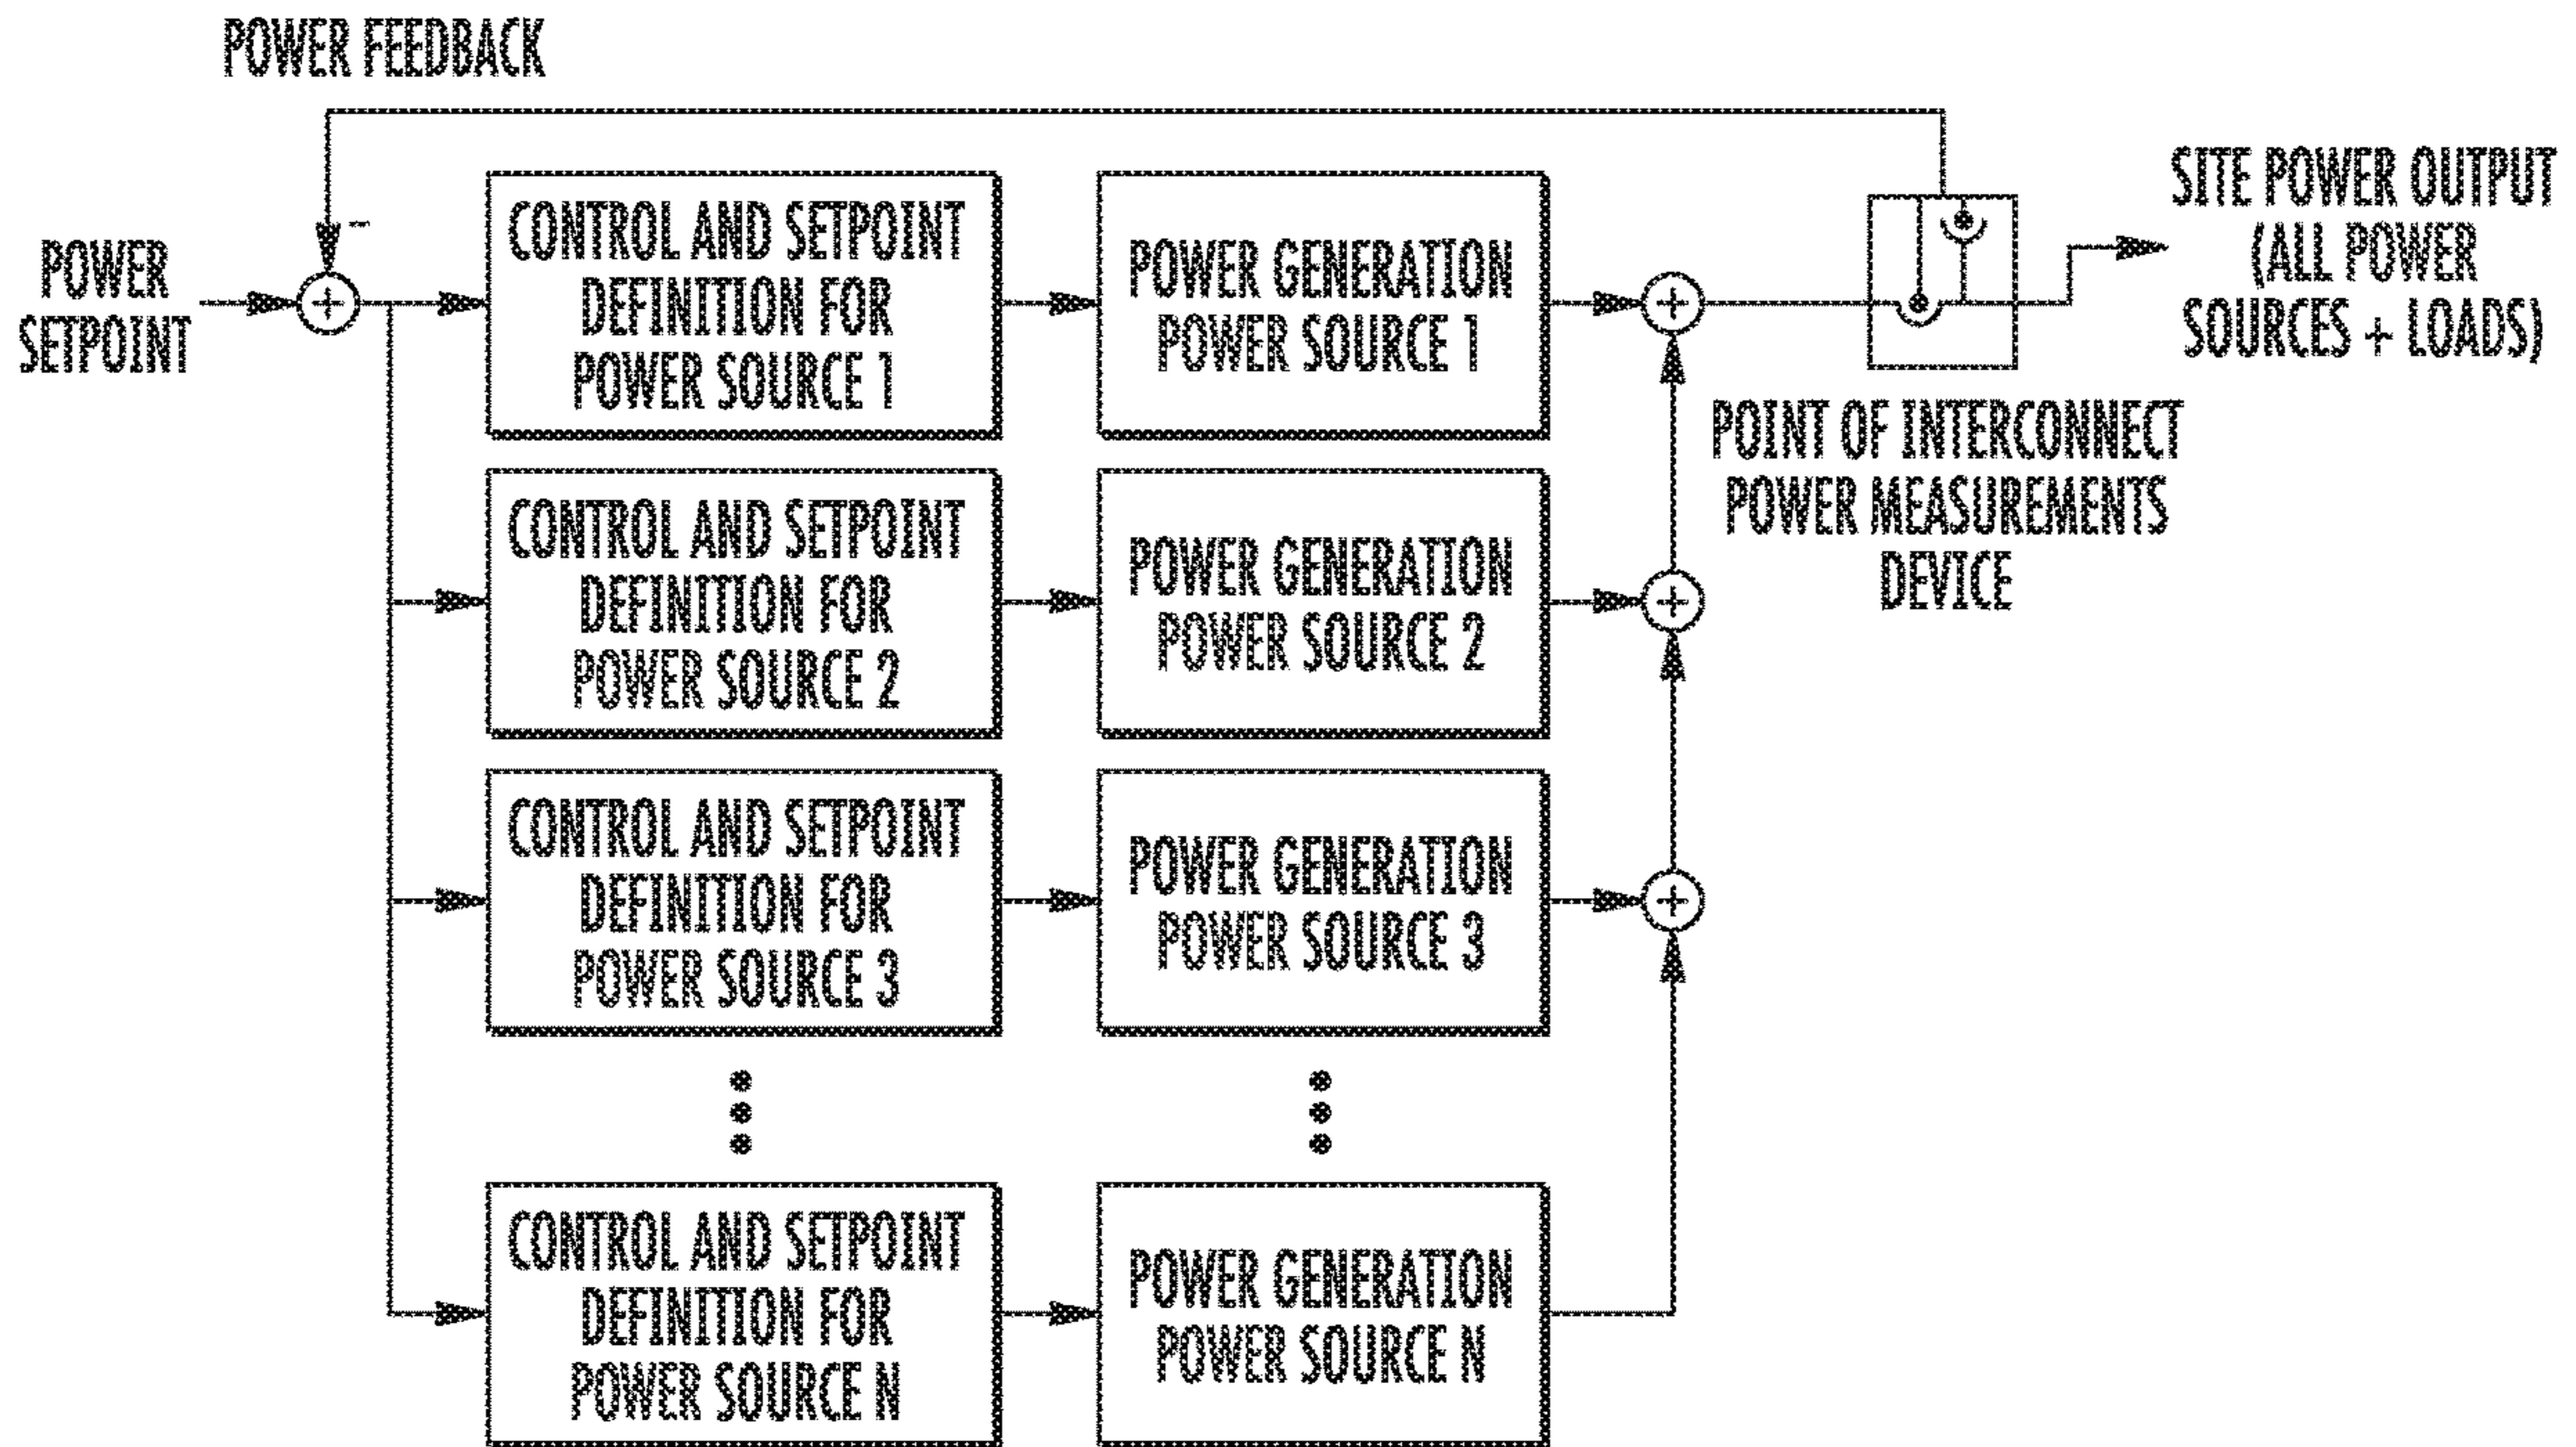 POWER FEEDBACK
POWER
SETPOINT
-
+
CONTROL AND SETPOINT
DEFINITION FOR
POWER SOURCE 1
POWER GENERATION
POWER SOURCE 1
+
SITE POWER OUTPUT
(ALL POWER
SOURCES + LOADS)
POINT OF INTERCONNECT
POWER MEASUREMENTS
DEVICE
CONTROL AND SETPOINT
DEFINITION FOR
POWER SOURCE 2
POWER GENERATION
POWER SOURCE 2
+
CONTROL AND SETPOINT
DEFINITION FOR
POWER SOURCE 3
POWER GENERATION
POWER SOURCE 3
+
CONTROL AND SETPOINT
DEFINITION FOR
POWER SOURCE N
POWER GENERATION
POWER SOURCE N